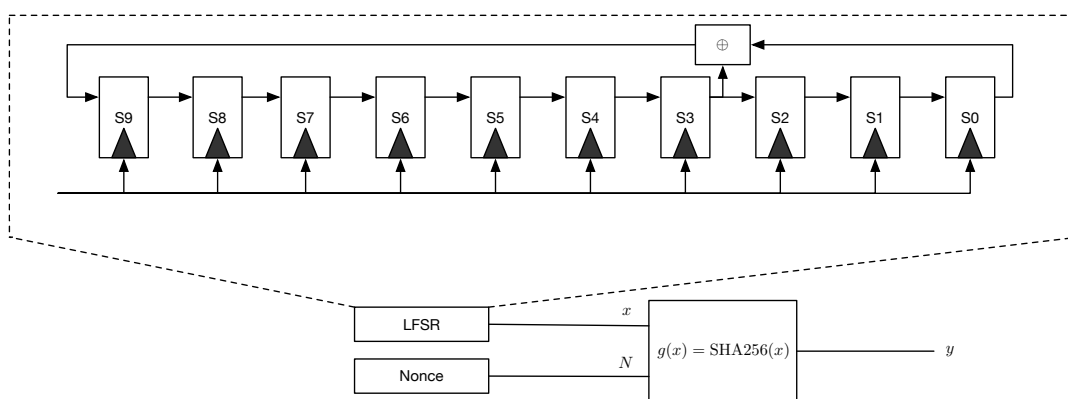 ⊕
S9 S8 S7 S6 S5 S4 S3 S2 S1 S0
LFSR
x
Nonce
N
g(x) = SHA256(x)
y